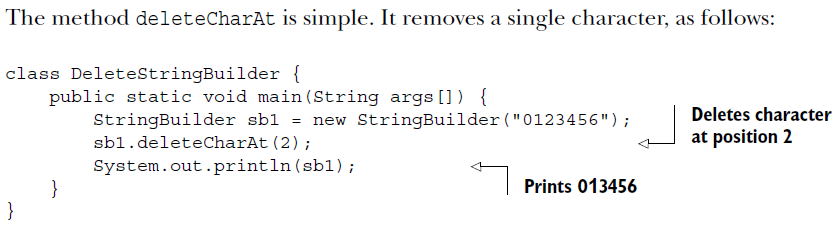 The method deleteCharAt is simple. It removes a single character, as follows:
class DeleteStringBuilder {
    public static void main(String args[]) {
        StringBuilder sb1 = new StringBuilder("0123456");
        sb1.deleteCharAt(2);
        System.out.println(sb1);
    }
}
Deletes character
at position 2
Prints 013456